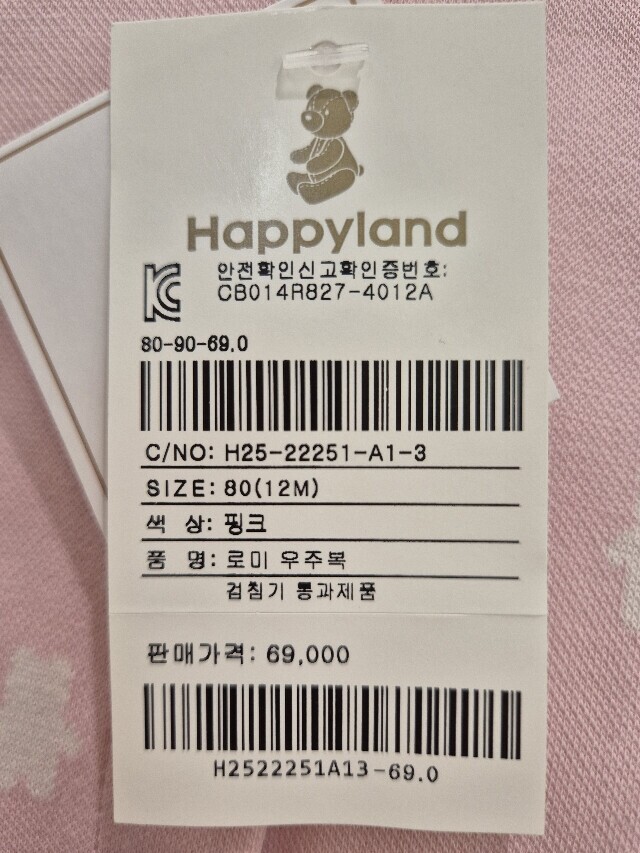 Happyland
안전확인신고확인증번호:
CB014R827-4012A
80-90-69.0
C/NO: H25-22251-A1-3
SIZE: 80(12M)
색 상: 핑크
품 명: 로미 우주복
검침기 통과제품
판매가격: 69,000
H2522251A13-69.0